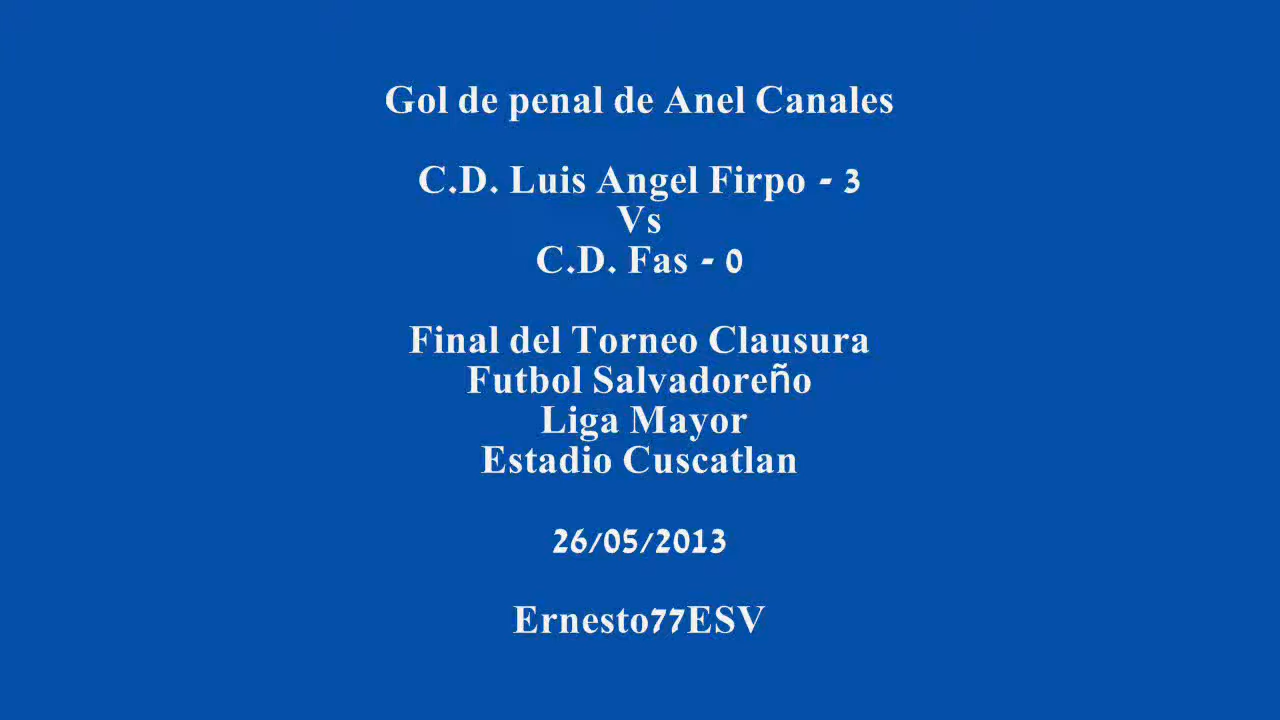 Gol de penal de Anel Canales
C.D. Luis Angel Firpo - 3
Vs
C.D. Fas - 0
Final del Torneo Clausura
Futbol Salvadoreño
Liga Mayor
Estadio Cuscatlan
26/05/2013
Ernesto77ESV